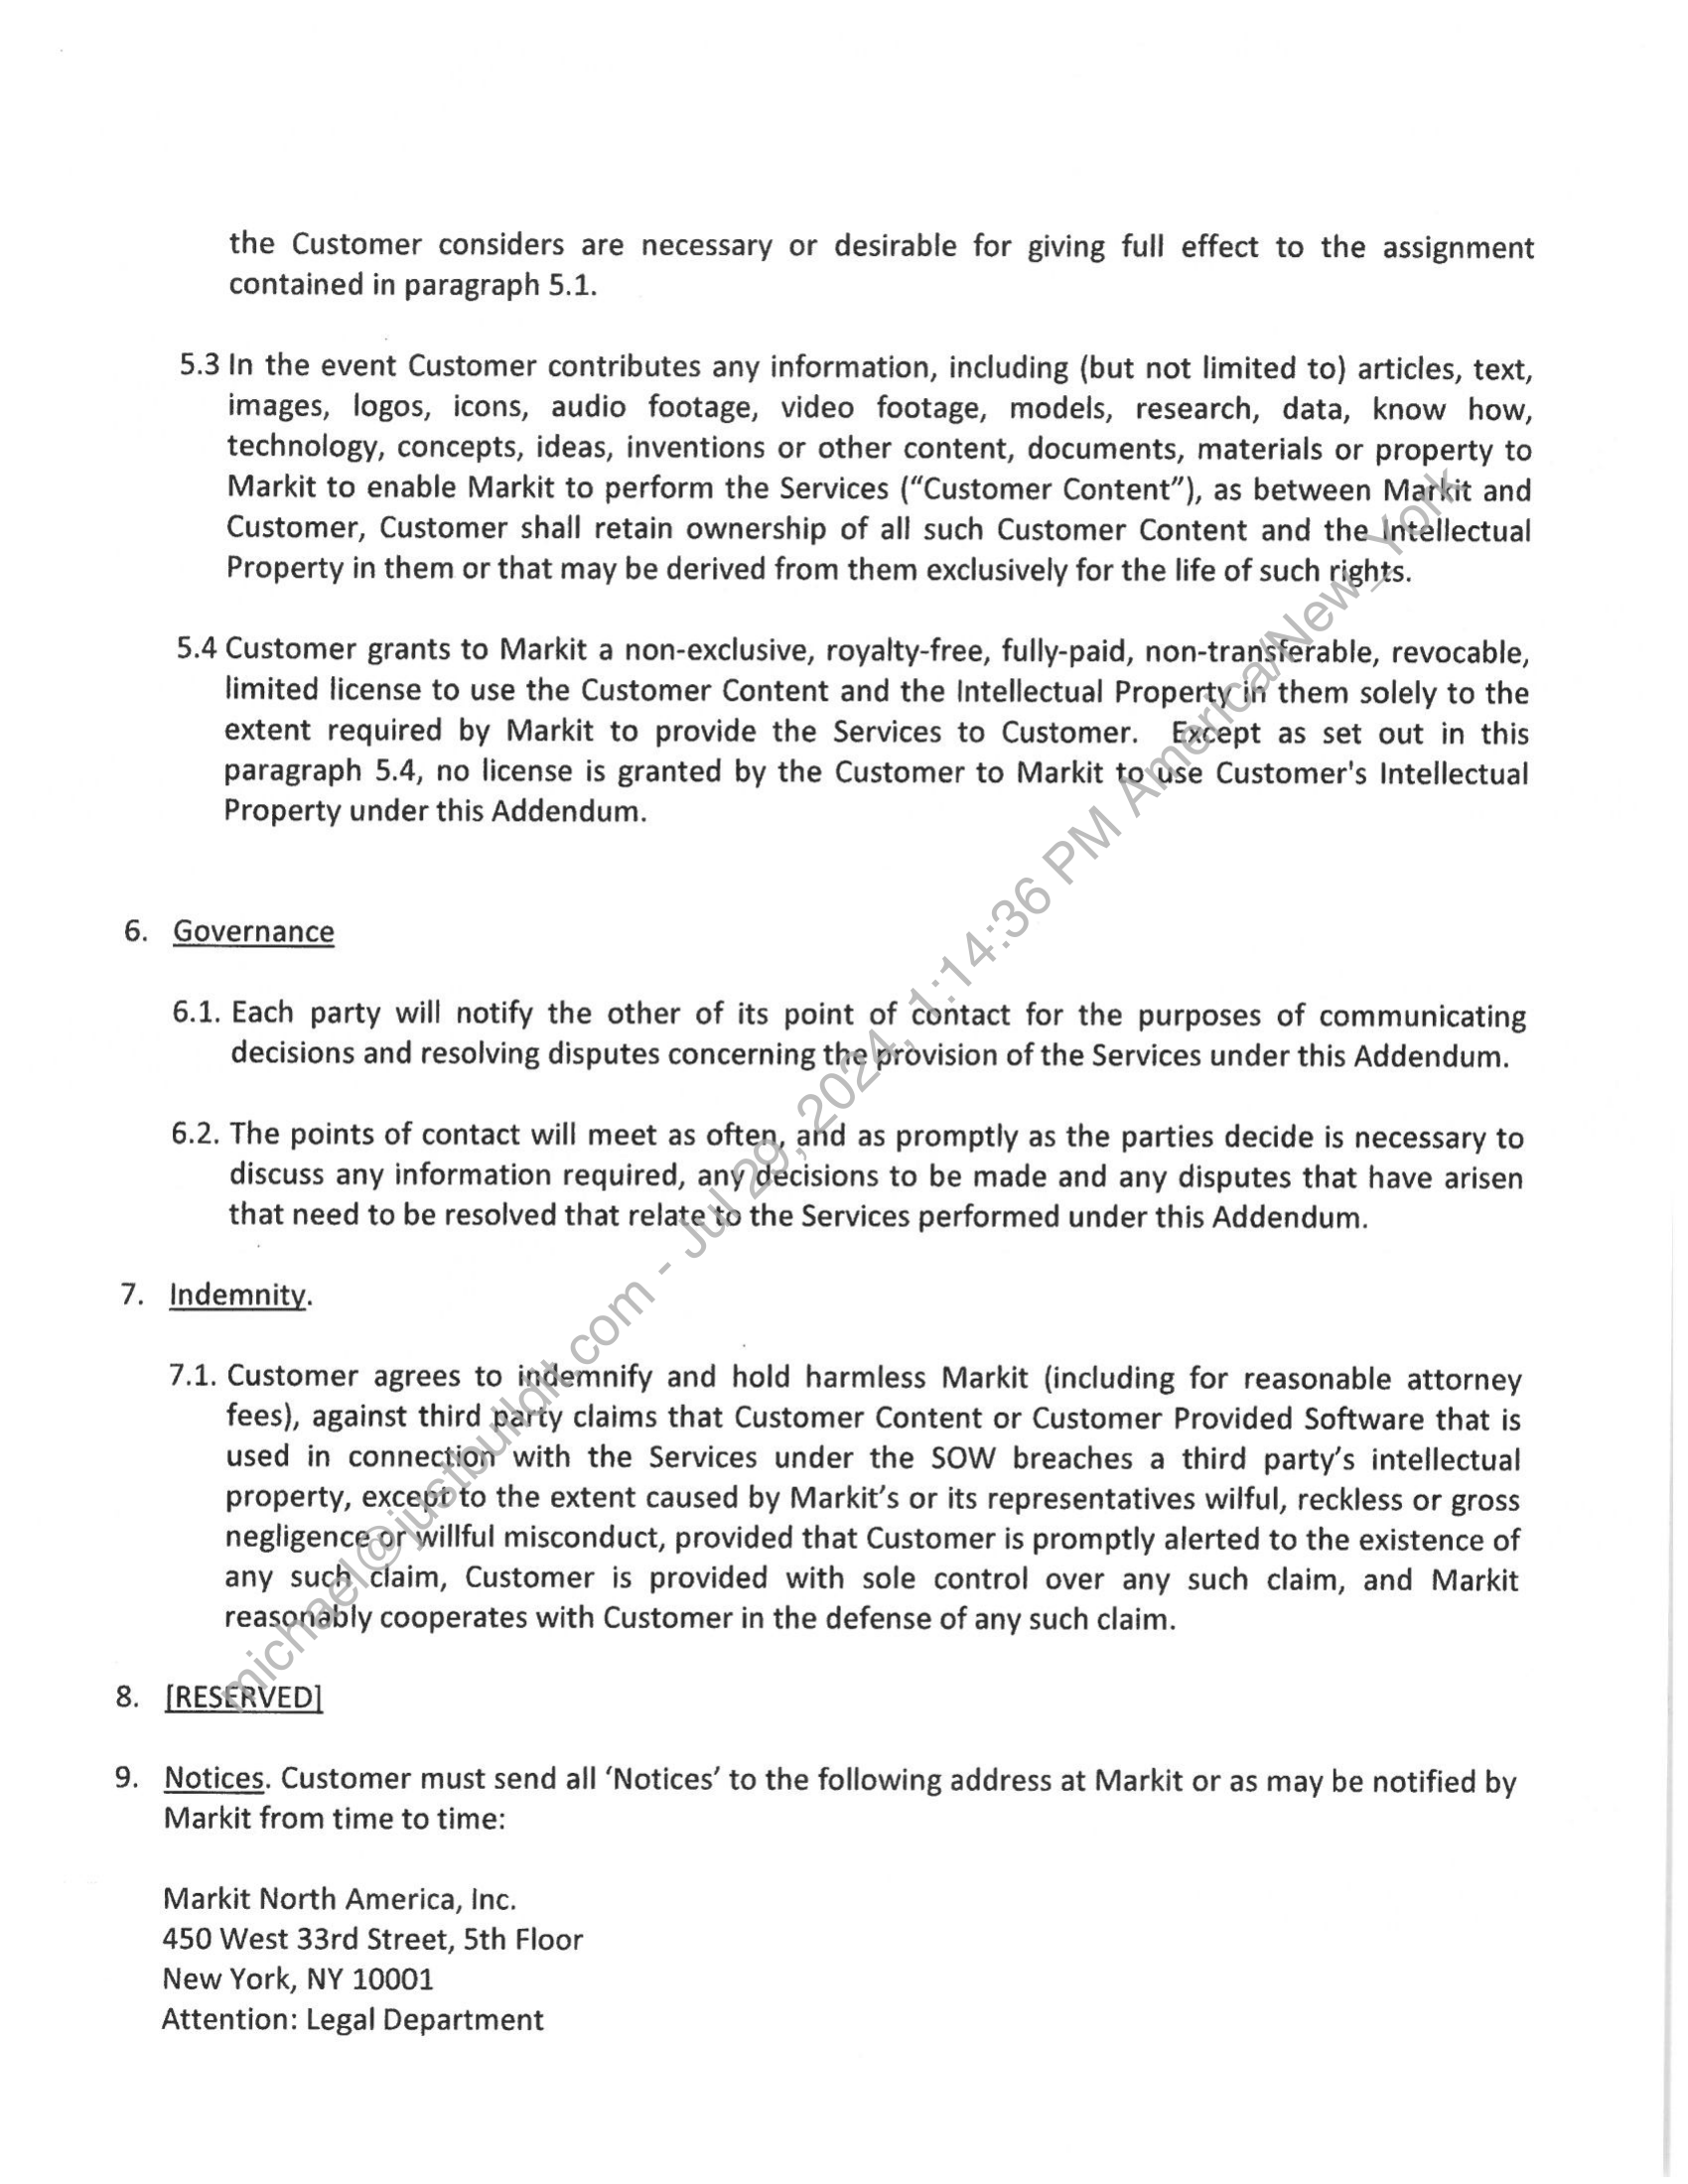 the Customer considers are necessary or desirable for giving full effect to the assignment
contained in paragraph 5.1.
5.3 In the event Customer contributes any information, including (but not limited to) articles, text,
images, logos, icons, audio footage, video footage, models, research, data, know how,
technology, concepts, ideas, inventions or other content, documents, materials or property to
Markit to enable Markit to perform the Services (“Customer Content”), as between Markit and
Customer, Customer shall retain ownership of all such Customer Content and the Intellectual
Property in them or that may be derived from them exclusively for the life of such rights.
5.4 Customer grants to Markit a non-exclusive, royalty-free, fully-paid, non-transferable, revocable,
limited license to use the Customer Content and the Intellectual Property in them solely to the
extent required by Markit to provide the Services to Customer. Except as set out in this
paragraph 5.4, no license is granted by the Customer to Markit to use Customer's Intellectual
Property under this Addendum.
6. Governance
6.1. Each party will notify the other of its point of contact for the purposes of communicating
decisions and resolving disputes concerning the provision of the Services under this Addendum.
6.2. The points of contact will meet as often, and as promptly as the parties decide is necessary to
discuss any information required, any decisions to be made and any disputes that have arisen
that need to be resolved that relate to the Services performed under this Addendum.
7. Indemnity.
7.1. Customer agrees to indemnify and hold harmless Markit (including for reasonable attorney
fees), against third party claims that Customer Content or Customer Provided Software that is
used in connection with the Services under the SOW breaches a third party’s intellectual
property, except to the extent caused by Markit’s or its representatives wilful, reckless or gross
negligence or willful misconduct, provided that Customer is promptly alerted to the existence of
any such claim, Customer is provided with sole control over any such claim, and Markit
reasonably cooperates with Customer in the defense of any such claim.
8. [RESERVED]
9. Notices. Customer must send all ‘Notices’ to the following address at Markit or as may be notified by
Markit from time to time:
Markit North America, Inc.
450 West 33rd Street, 5th Floor
New York, NY 10001
Attention: Legal Department
michael@justbuildit.com - Jul 29, 2024, 1:14:36 PM America/New_York